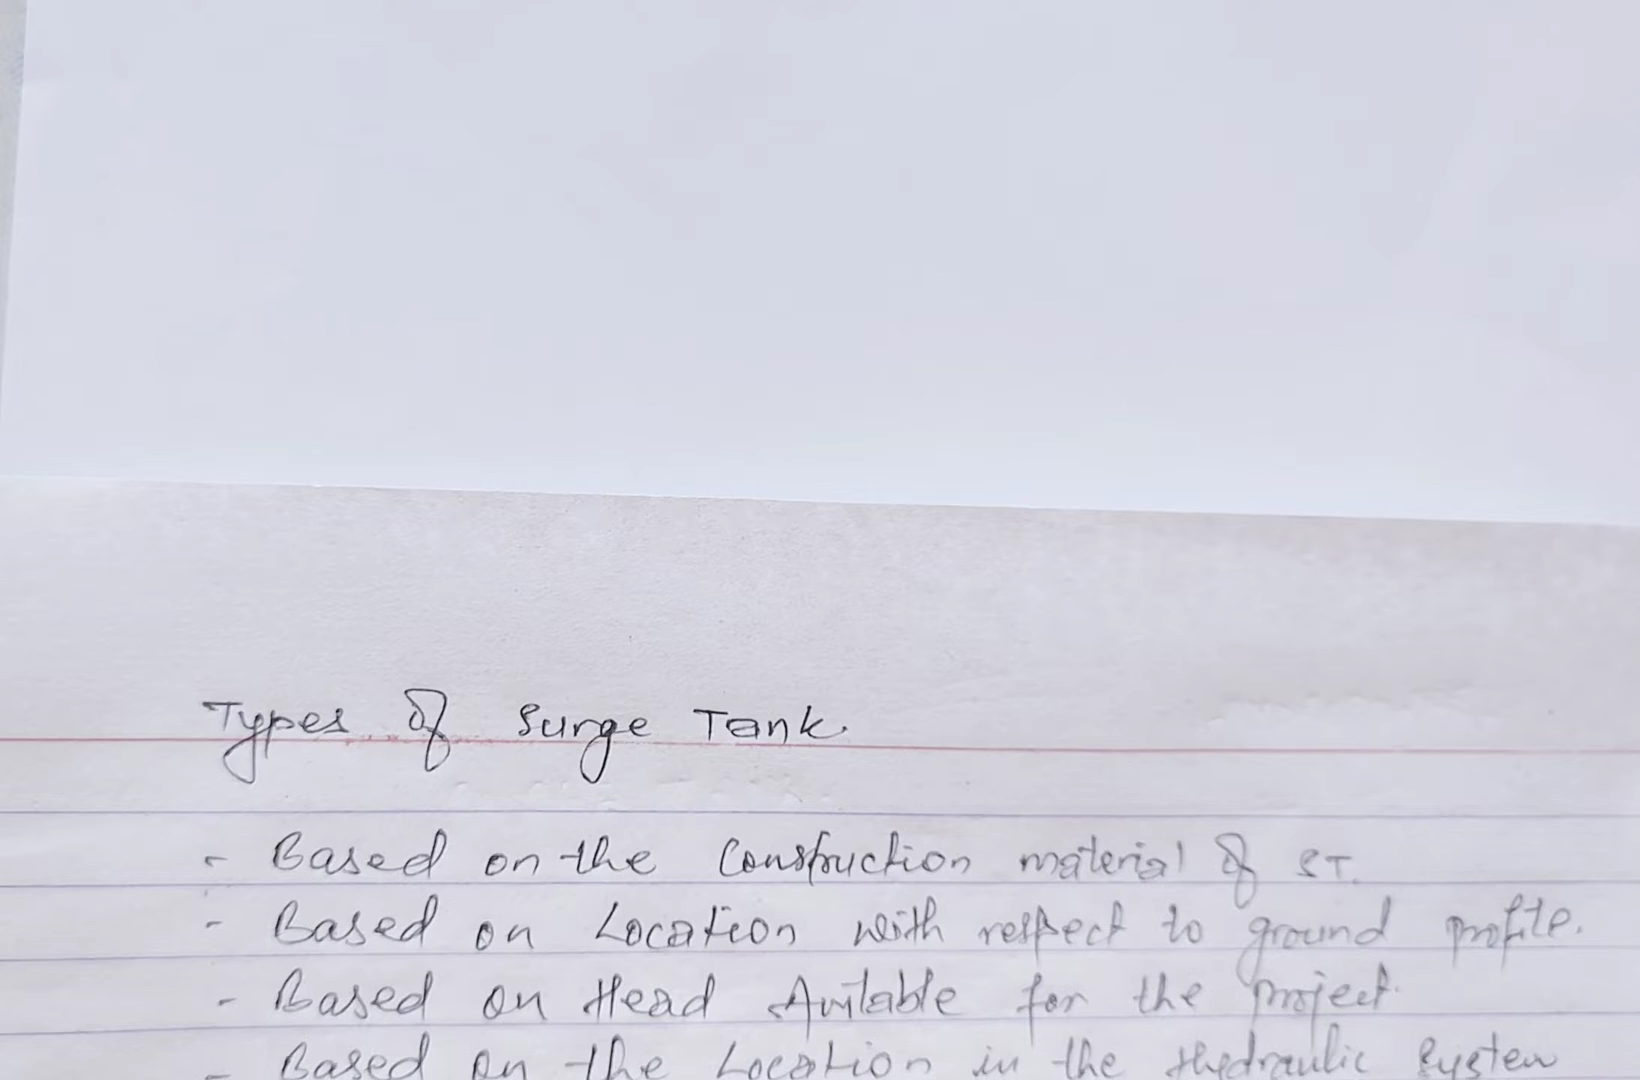 Types of Surge Tank.
- Based on the Construction material of ST.
- Based on Location with respect to ground profile.
- Based on Head Avilable for the project.
- Based on the Location in the Hydraulic System